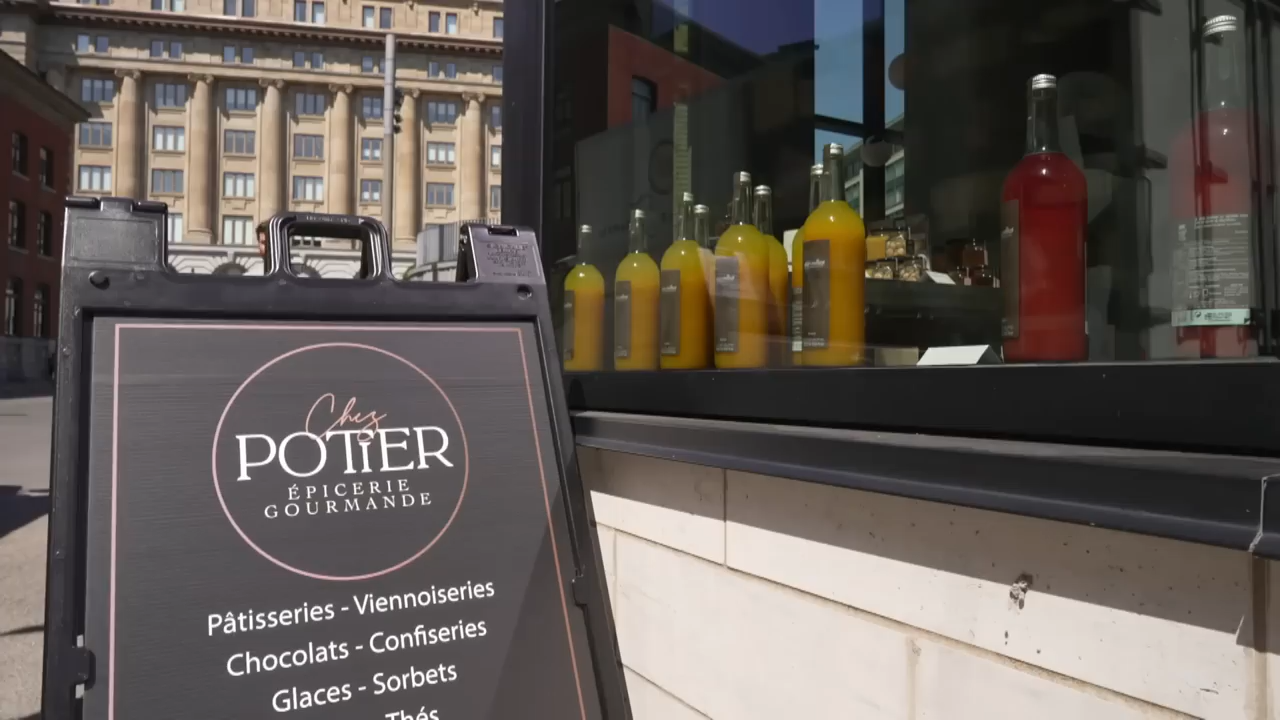 Chez
POTiER
ÉPICERIE
GOURMANDE
Pâtisseries - Viennoiseries
Chocolats - Confiseries
Glaces - Sorbets
Thés